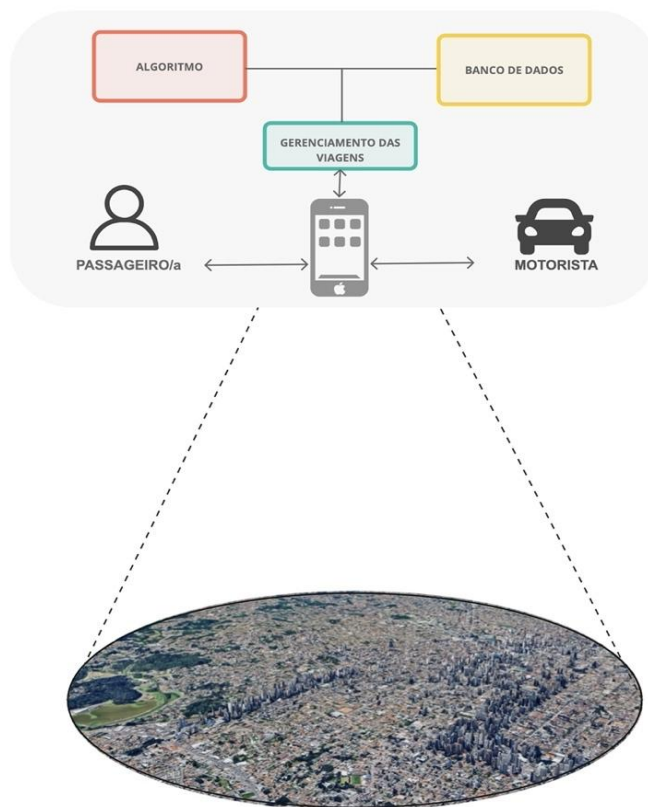 ALGORITMO
BANCO DE DADOS
GERENCIAMENTO DAS
VIAGENS
PASSAGEIRO/a
MOTORISTA